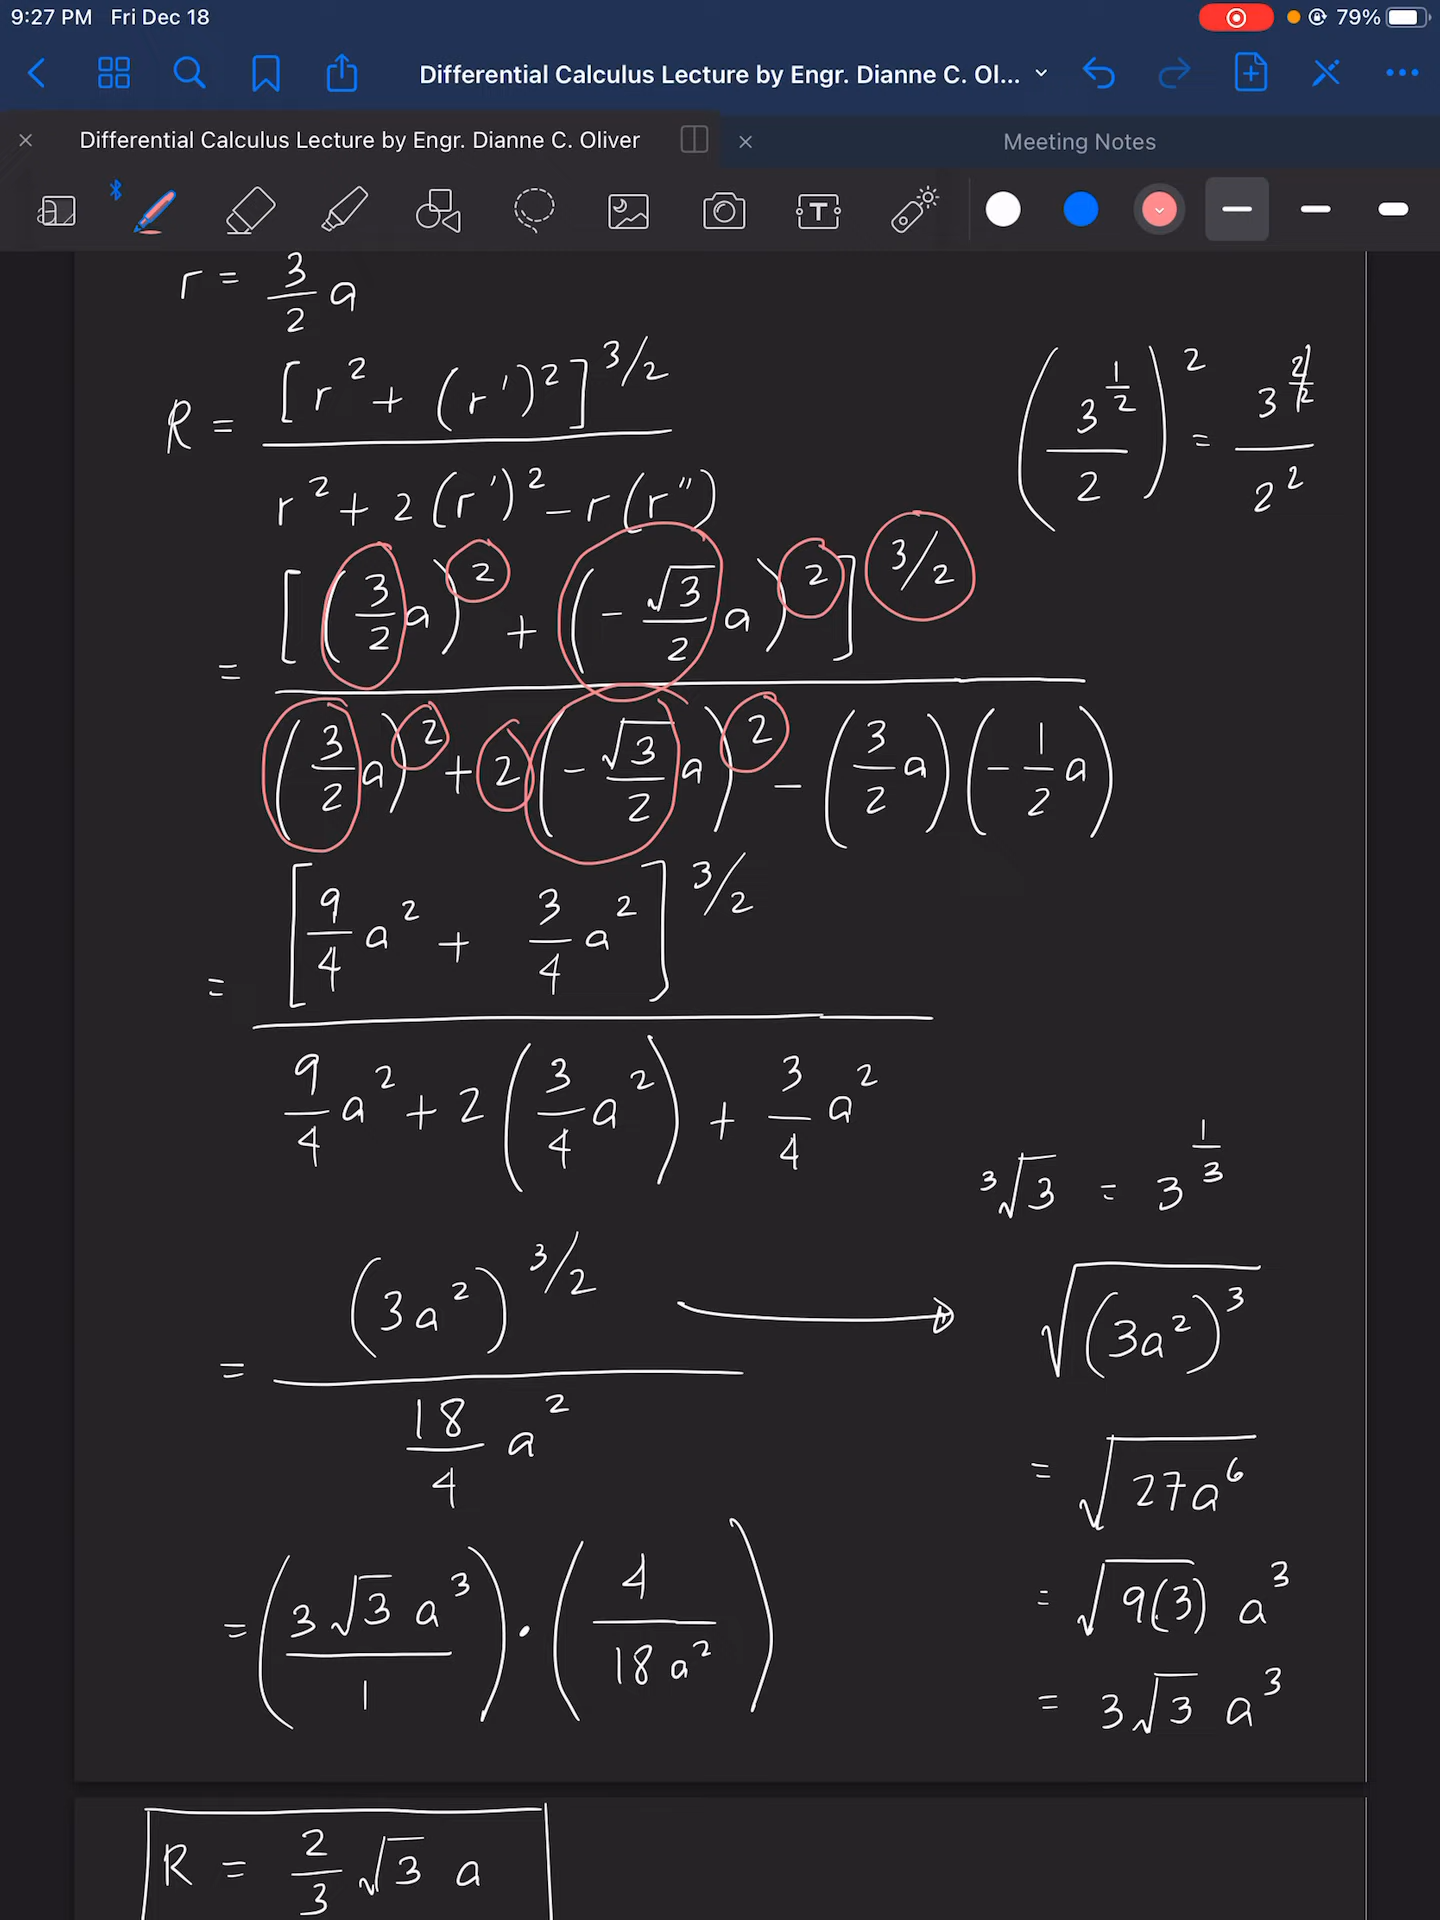 9:27 PM Fri Dec 18
79%
Differential Calculus Lecture by Engr. Dianne C. Ol...
Differential Calculus Lecture by Engr. Dianne C. Oliver
Meeting Notes
T
r = 3/2 a
R = [r² + (r')²]^3/2 / r² + 2(r')² - r(r")
(3^1/2 / 2)² = 3^2/2 / 2²
= [(3/2 a)² + (-√3/2 a)²]^3/2 / (3/2 a)² + 2(-√3/2 a)² - (3/2 a)(-1/2 a)
= [9/4 a² + 3/4 a²]^3/2 / 9/4 a² + 2(3/4 a²) + 3/4 a²
³√3 = 3^1/3
= (3a²)^3/2 / 18/4 a² → √(3a²)³
= √27a⁶
= (3√3 a³ / 1) · (4 / 18a²)
= √9(3) a³
= 3√3 a³
R = 2/3 √3 a